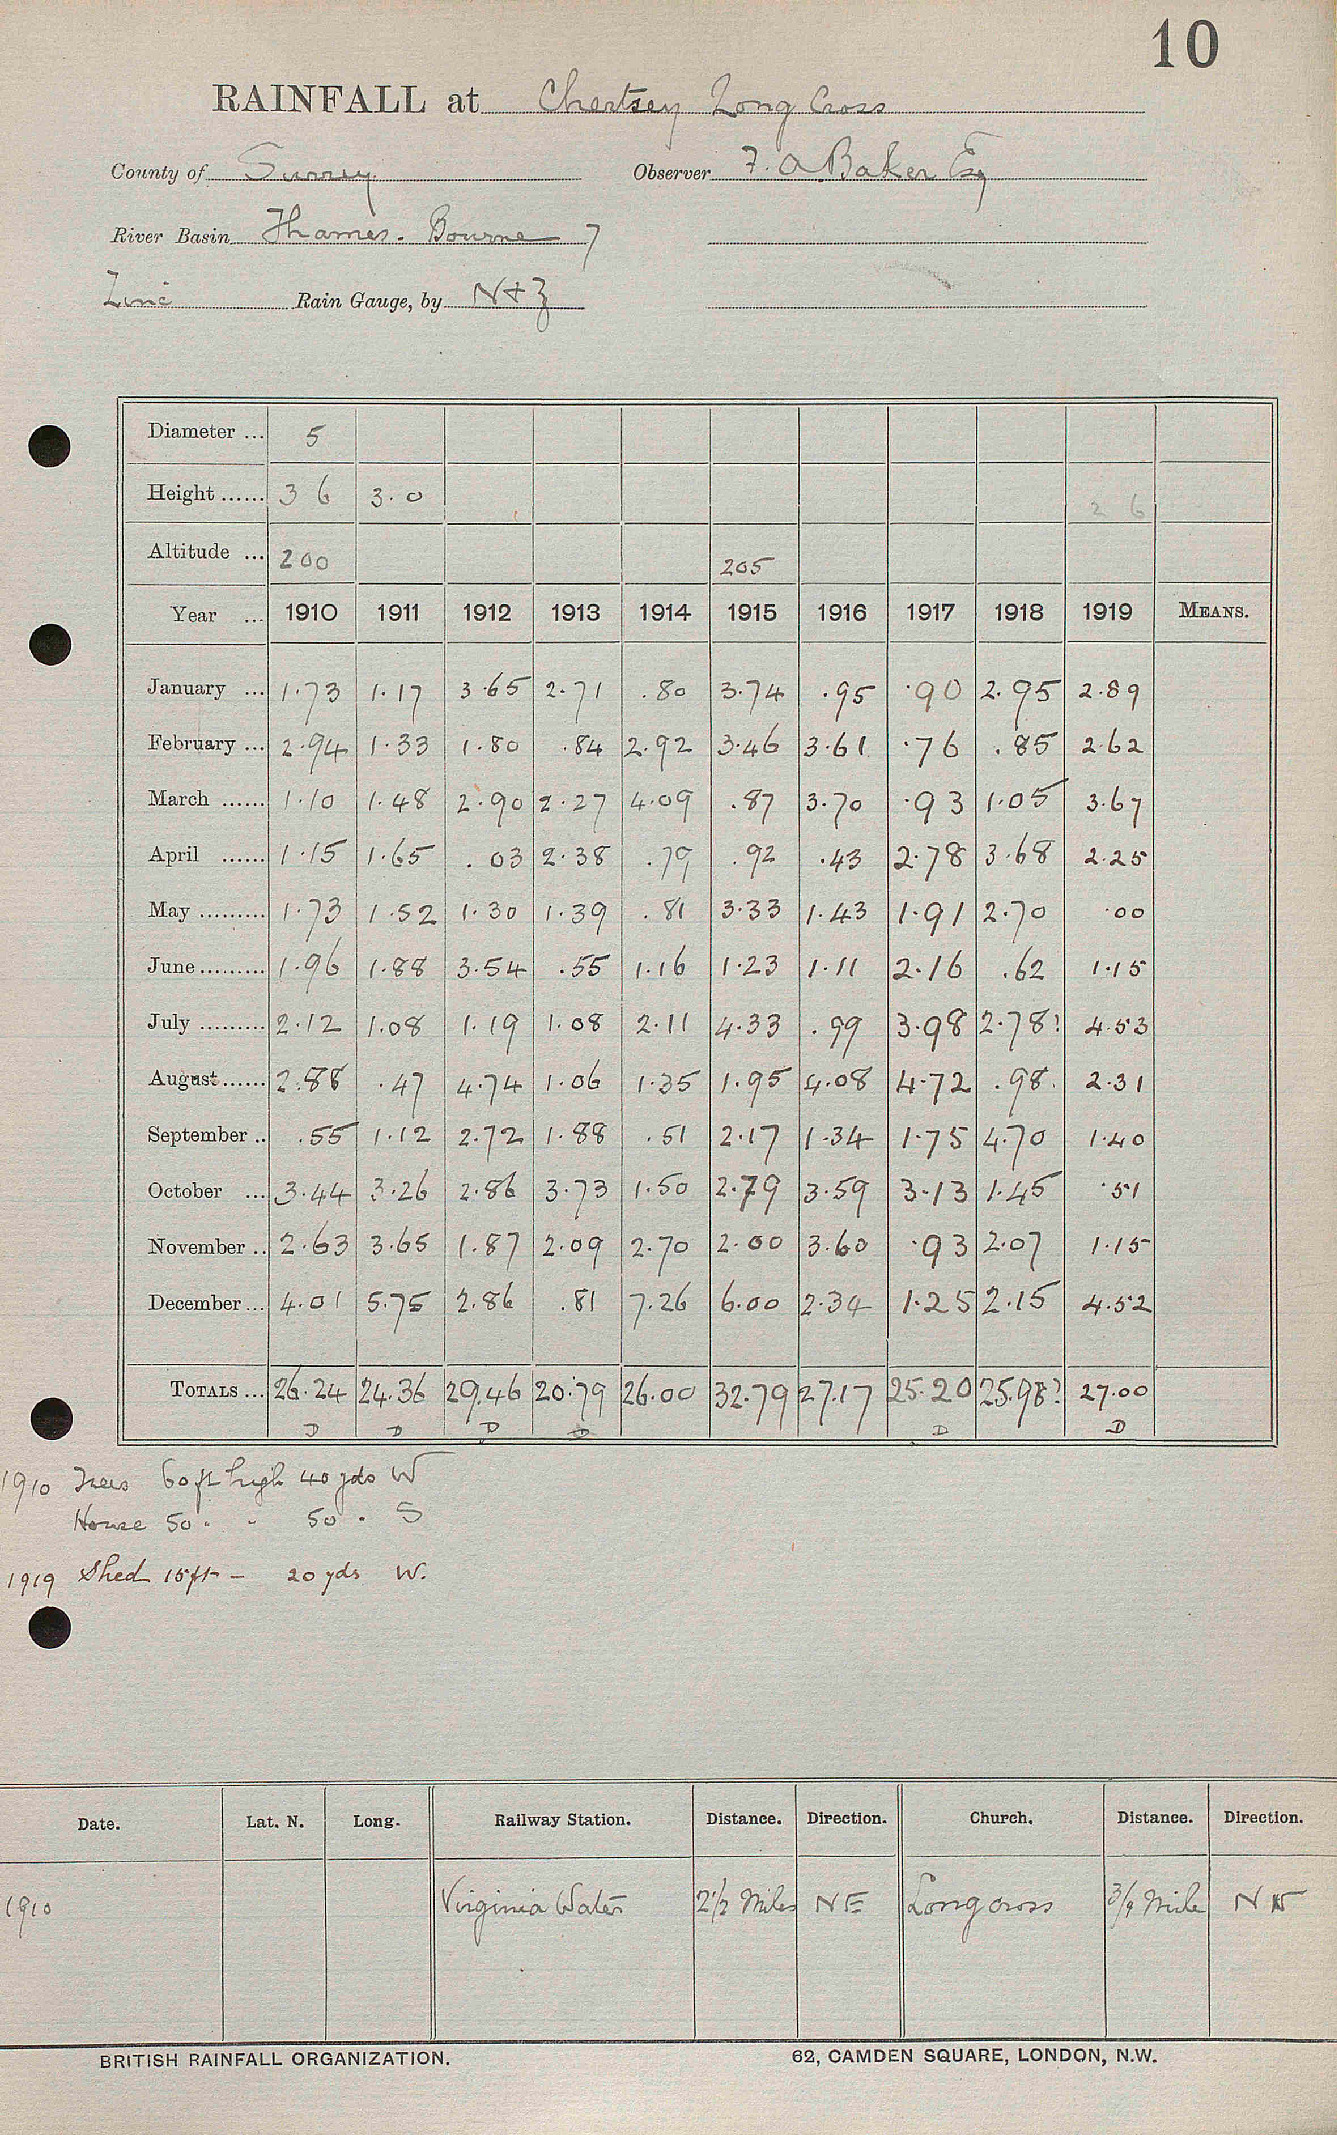 10
RAINFALL at Chertsey Long Cross
County of Surrey Observer F. A Baker Esq
River Basin Thames. Bourne 7
Zinc Rain Gauge, by N+Z
Diameter ... 5
Height ...... 3 6 3.0 2 6
Altitude ... 200 205
Year ... 1910 1911 1912 1913 1914 1915 1916 1917 1918 1919 MEANS.
January ... 1.73 1.17 3.65 2.71 .80 3.74 .95 .90 2.95 2.89
February ... 2.94 1.33 1.80 .84 2.92 3.46 3.61 .76 .85 2.62
March ...... 1.10 1.48 2.90 2.27 4.09 .87 3.70 .93 1.05 3.67
April ...... 1.15 1.65 .03 2.38 .79 .92 .43 2.78 3.68 2.25
May ......... 1.73 1.52 1.30 1.39 .81 3.33 1.43 1.91 2.70 .00
June ......... 1.96 1.88 3.54 .55 1.16 1.23 1.11 2.16 .62 1.15
July ......... 2.12 1.08 1.19 1.08 2.11 4.33 .99 3.98 2.78? 4.53
August ...... 2.88 .47 4.74 1.06 1.35 1.95 4.08 4.72 .98. 2.31
September .. .55 1.12 2.72 1.88 .51 2.17 1.34 1.75 4.70 1.40
October ... 3.44 3.26 2.86 3.73 1.50 2.79 3.59 3.13 1.45 .51
November .. 2.63 3.65 1.87 2.09 2.70 2.00 3.60 .93 2.07 1.15
December ... 4.01 5.75 2.86 .81 7.26 6.00 2.34 1.25 2.15 4.52
TOTALS ... 26.24 24.36 29.46 20.79 26.00 32.79 27.17 25.20 25.98? 27.00
D D D D D D
1910 Trees 60 ft high 40 yds W
House 50 " " 50 " S
1919 Shed 15ft - 20 yds W.
Date. Lat. N. Long. Railway Station. Distance. Direction. Church. Distance. Direction.
1910 Virginia Water 2 1/2 Miles NE Longcross 3/4 Mile N W
BRITISH RAINFALL ORGANIZATION. 62, CAMDEN SQUARE, LONDON, N.W.